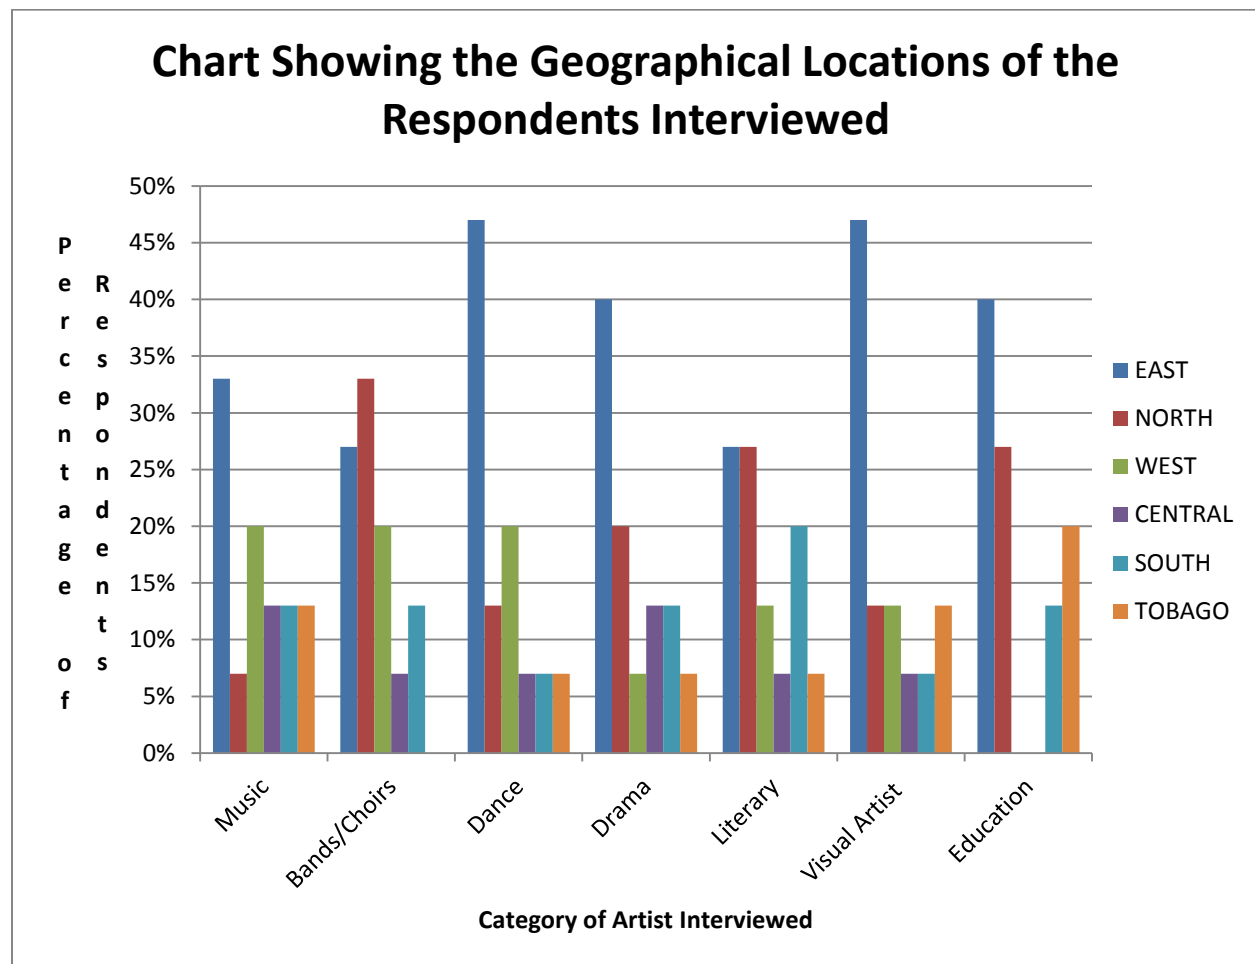 Chart Showing the Geographical Locations of the
Respondents Interviewed
Percentage of
Respondents
50%
45%
40%
35%
30%
25%
20%
15%
10%
5%
0%
Music
Bands/Choirs
Dance
Drama
Literary
Visual Artist
Education
Category of Artist Interviewed
EAST
NORTH
WEST
CENTRAL
SOUTH
TOBAGO